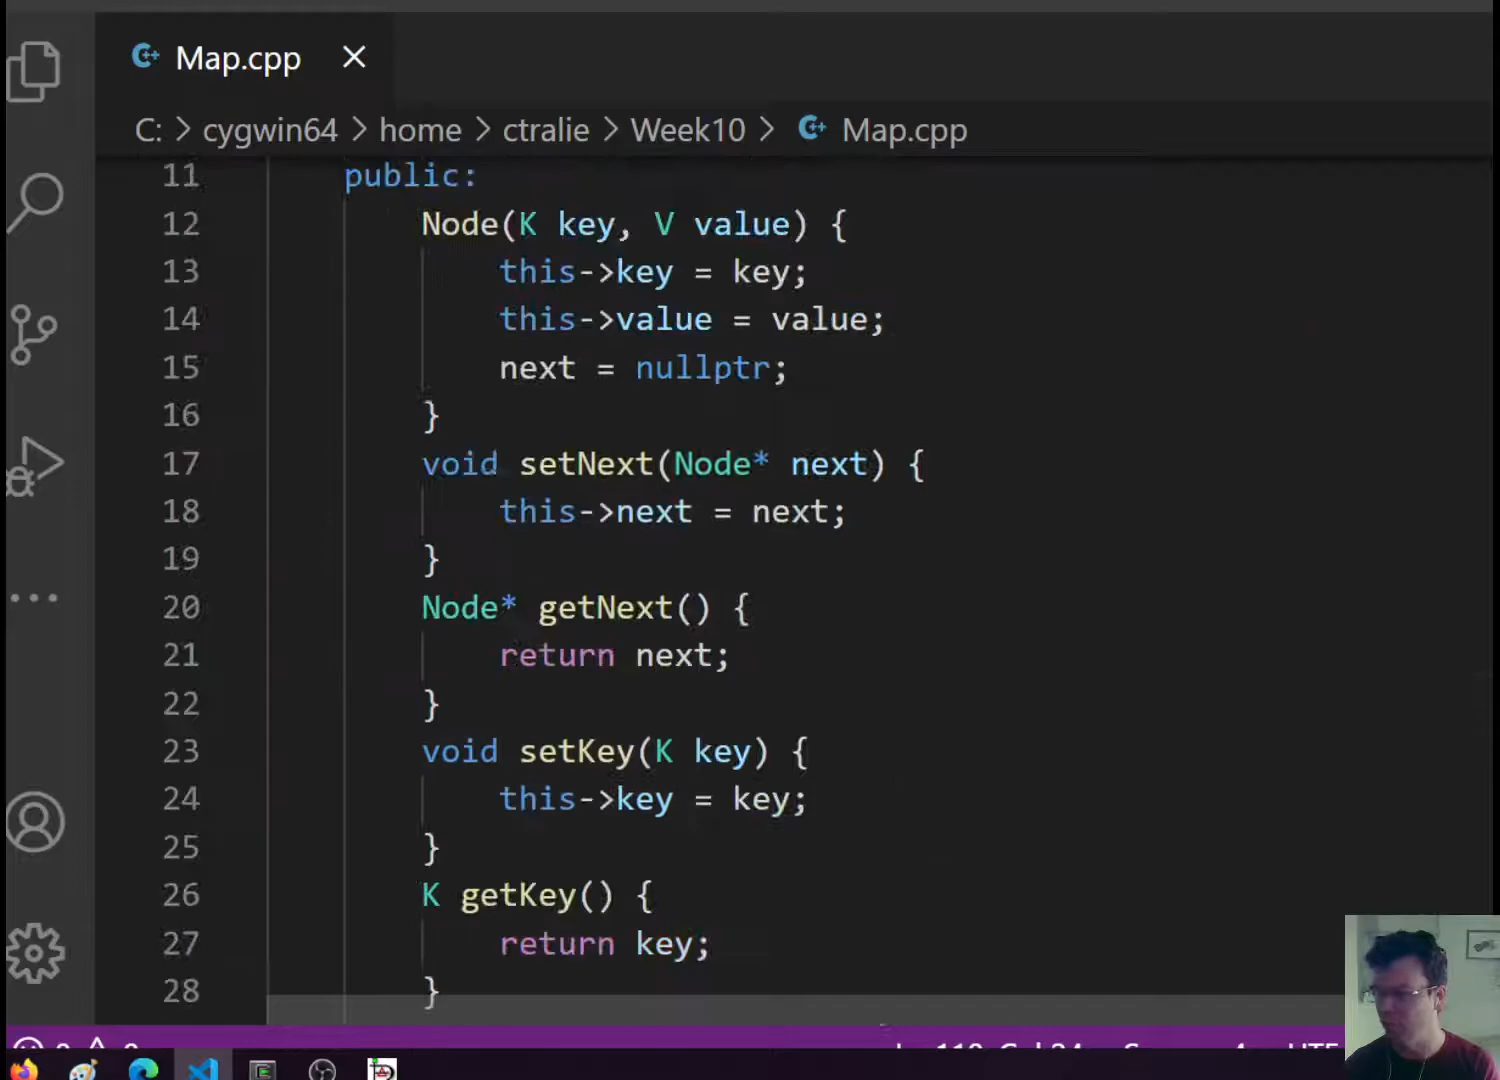 Map.cpp
C: > cygwin64 > home > ctralie > Week10 > Map.cpp
11 public:
12 Node(K key, V value) {
13 this->key = key;
14 this->value = value;
15 next = nullptr;
16 }
17 void setNext(Node* next) {
18 this->next = next;
19 }
20 Node* getNext() {
21 return next;
22 }
23 void setKey(K key) {
24 this->key = key;
25 }
26 K getKey() {
27 return key;
28 }